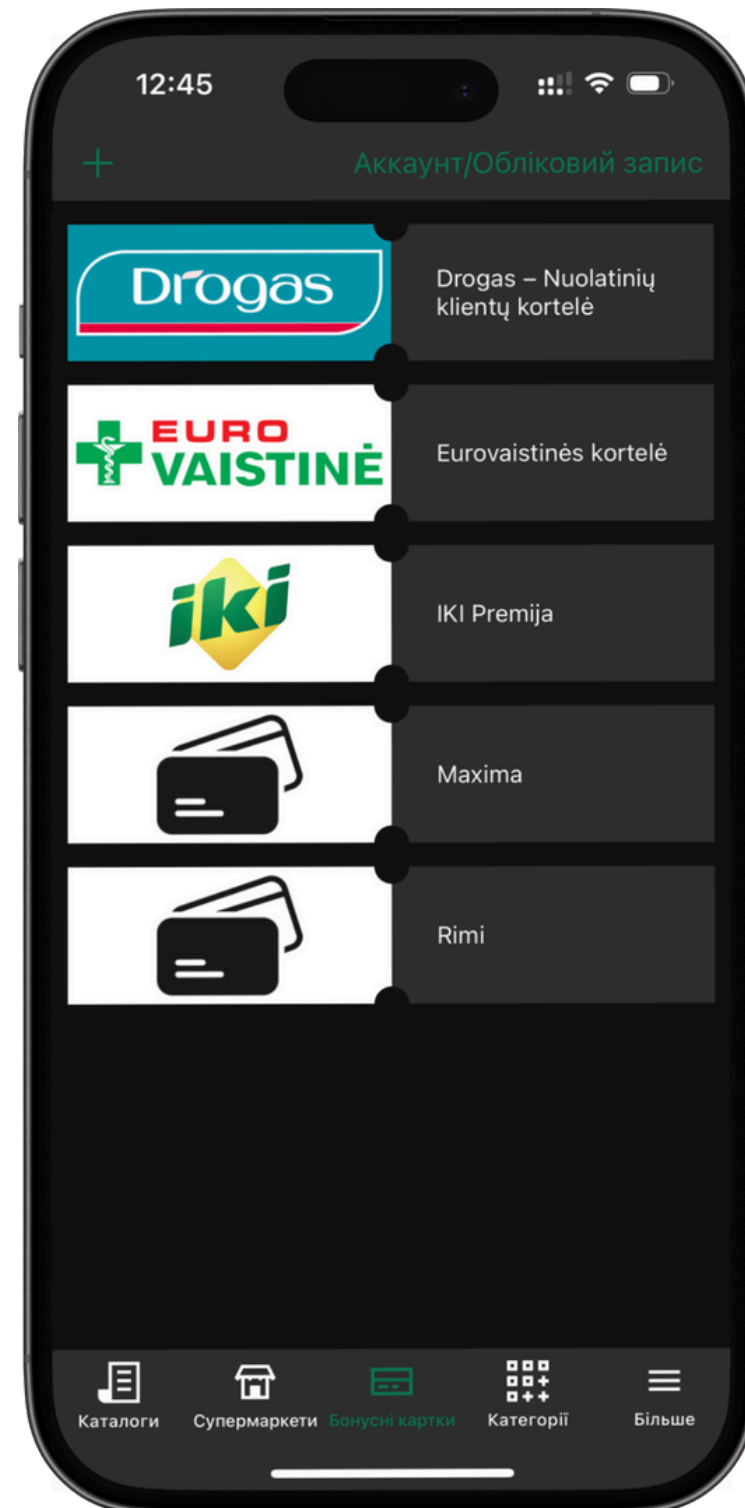 12:45
+
Аккаунт/Обліковий запис
Drogas
Drogas – Nuolatinių
klientų kortelė
EURO
VAISTINĖ
Eurovaistinės kortelė
iki
IKI Premija
Maxima
Rimi
Каталоги
Супермаркети
Бонусні картки
Категорії
Більше